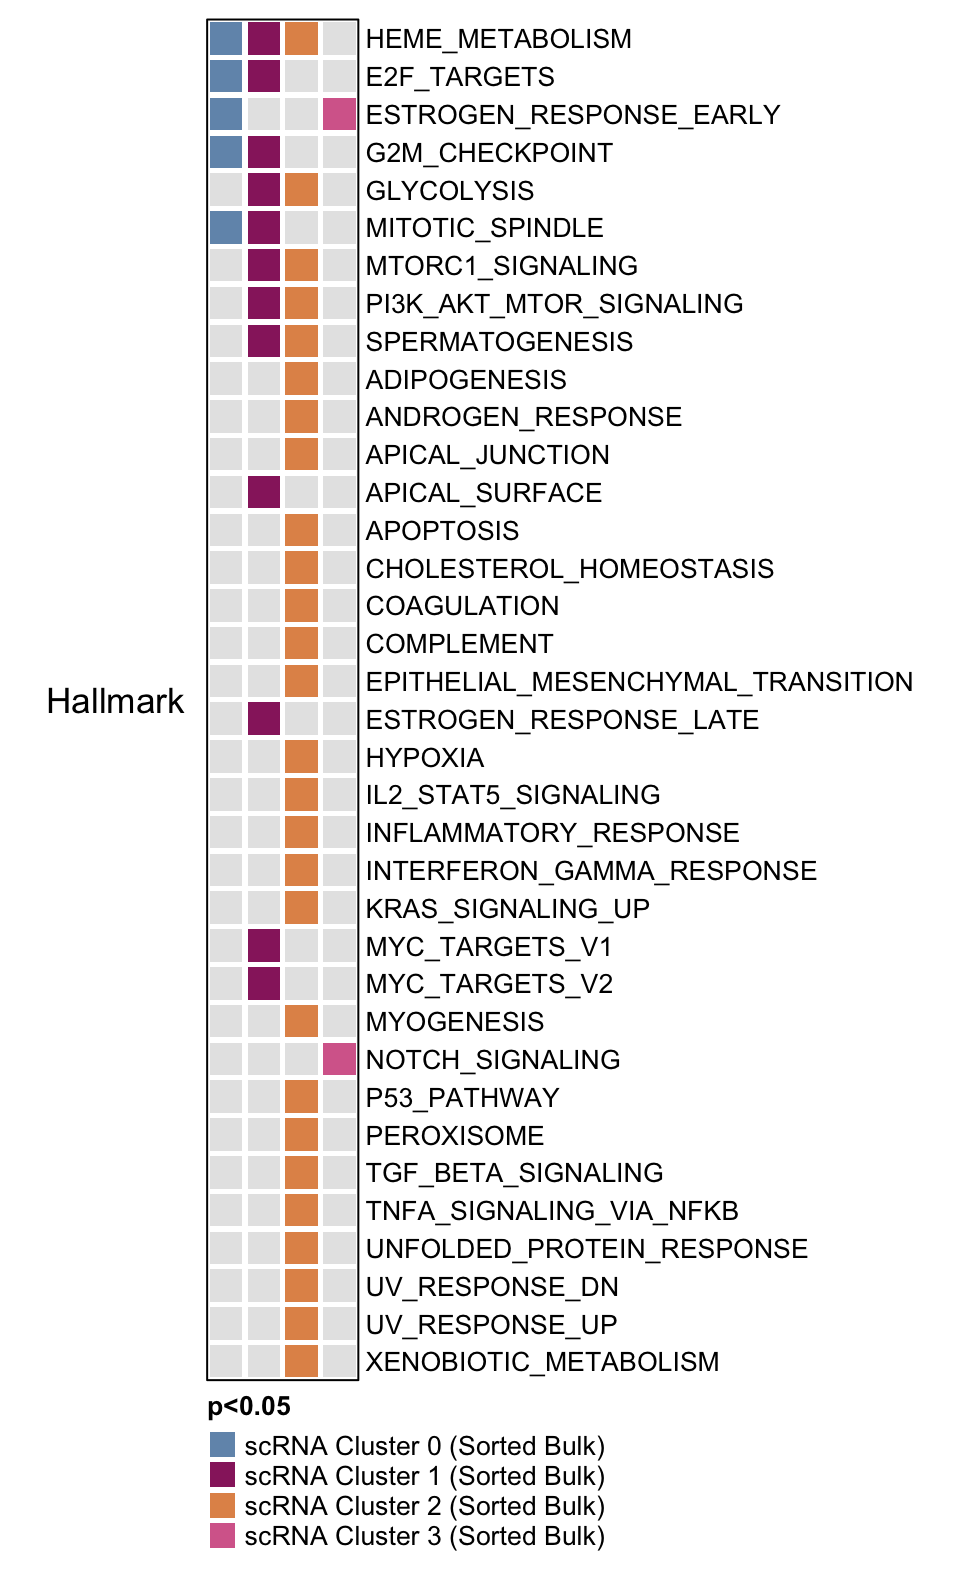 HEME_METABOLISM
E2F_TARGETS
ESTROGEN_RESPONSE_EARLY
G2M_CHECKPOINT
GLYCOLYSIS
MITOTIC_SPINDLE
MTORC1_SIGNALING
PI3K_AKT_MTOR_SIGNALING
SPERMATOGENESIS
ADIPOGENESIS
ANDROGEN_RESPONSE
APICAL_JUNCTION
APICAL_SURFACE
APOPTOSIS
CHOLESTEROL_HOMEOSTASIS
COAGULATION
COMPLEMENT
EPITHELIAL_MESENCHYMAL_TRANSITION
Hallmark
ESTROGEN_RESPONSE_LATE
HYPOXIA
IL2_STAT5_SIGNALING
INFLAMMATORY_RESPONSE
INTERFERON_GAMMA_RESPONSE
KRAS_SIGNALING_UP
MYC_TARGETS_V1
MYC_TARGETS_V2
MYOGENESIS
NOTCH_SIGNALING
P53_PATHWAY
PEROXISOME
TGF_BETA_SIGNALING
TNFA_SIGNALING_VIA_NFKB
UNFOLDED_PROTEIN_RESPONSE
UV_RESPONSE_DN
UV_RESPONSE_UP
XENOBIOTIC_METABOLISM
p<0.05
scRNA Cluster 0 (Sorted Bulk)
scRNA Cluster 1 (Sorted Bulk)
scRNA Cluster 2 (Sorted Bulk)
scRNA Cluster 3 (Sorted Bulk)